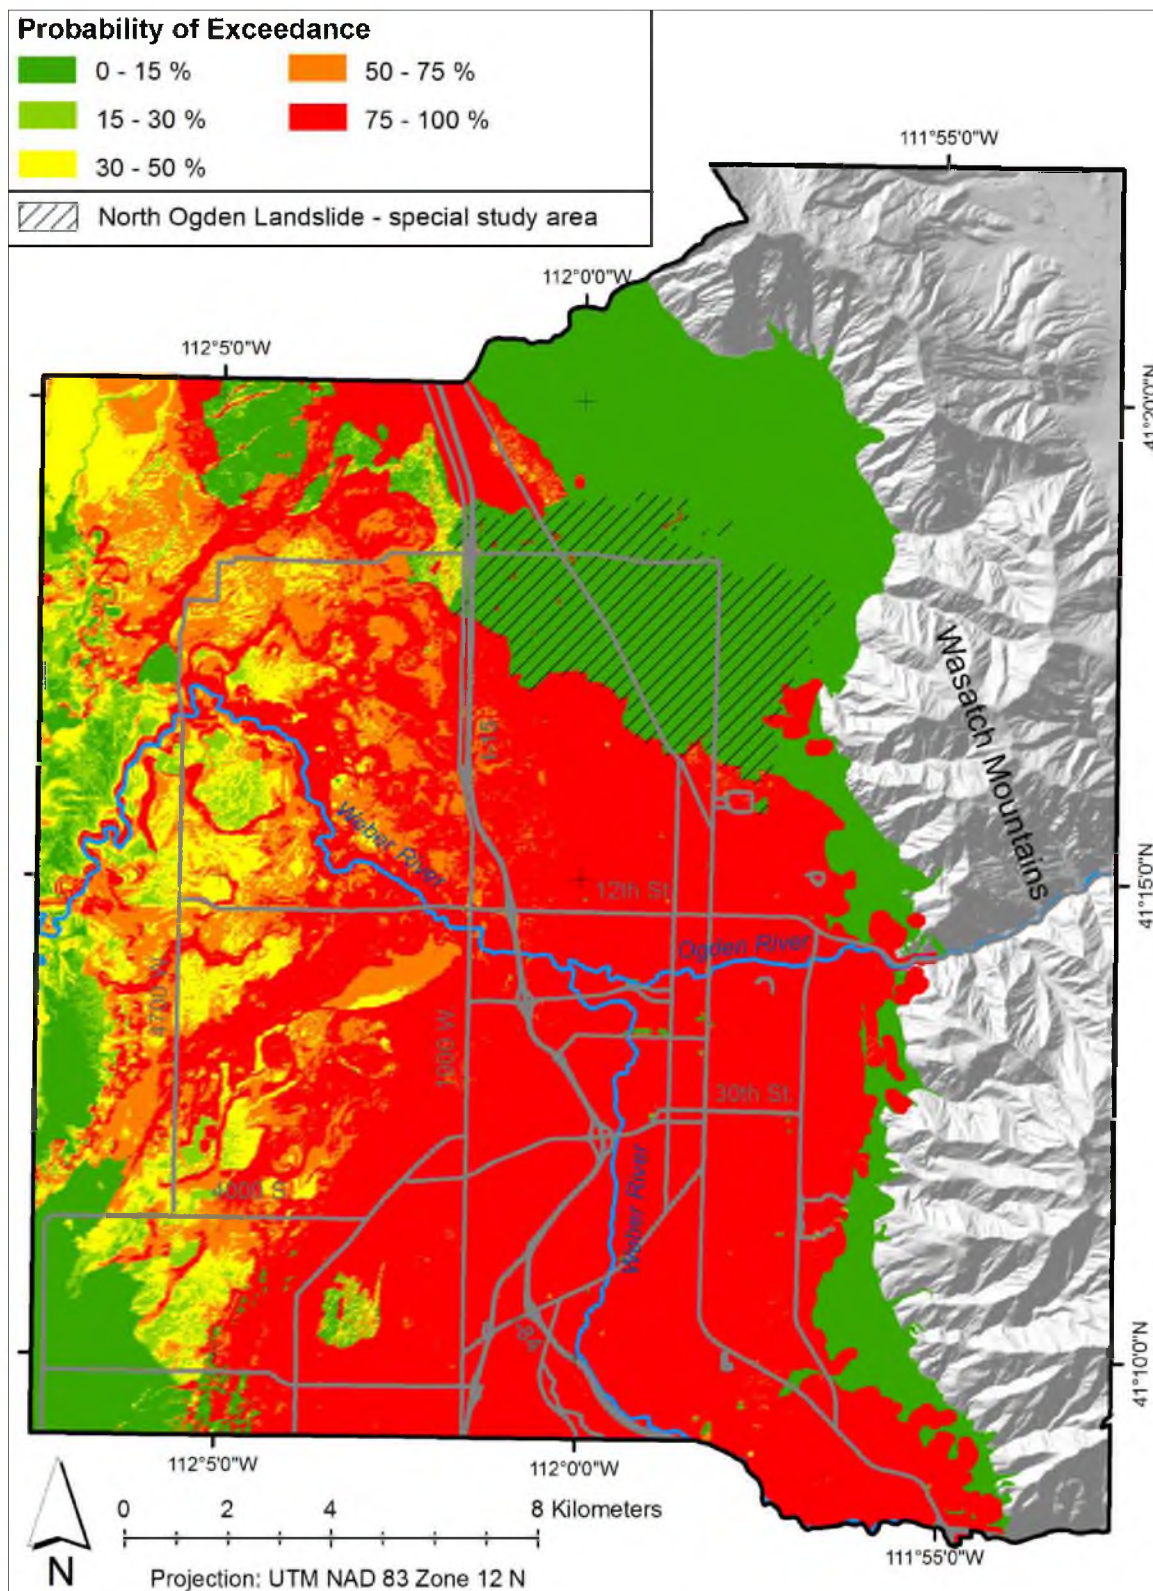 Probability of Exceedance
0 - 15 %
50 - 75 %
15 - 30 %
75 - 100 %
30 - 50 %
North Ogden Landslide - special study area
111°55'0"W
112°0'0"W
112°5'0"W
41°20'0"N
Wasatch Mountains
I-15
Weber River
12th St.
41°15'0"N
Ogden River
4700 W.
1900 W.
30th St.
4000 S.
Weber River
I-84
41°10'0"N
112°5'0"W
112°0'0"W
111°55'0"W
0 2 4 8 Kilometers
N
Projection: UTM NAD 83 Zone 12 N